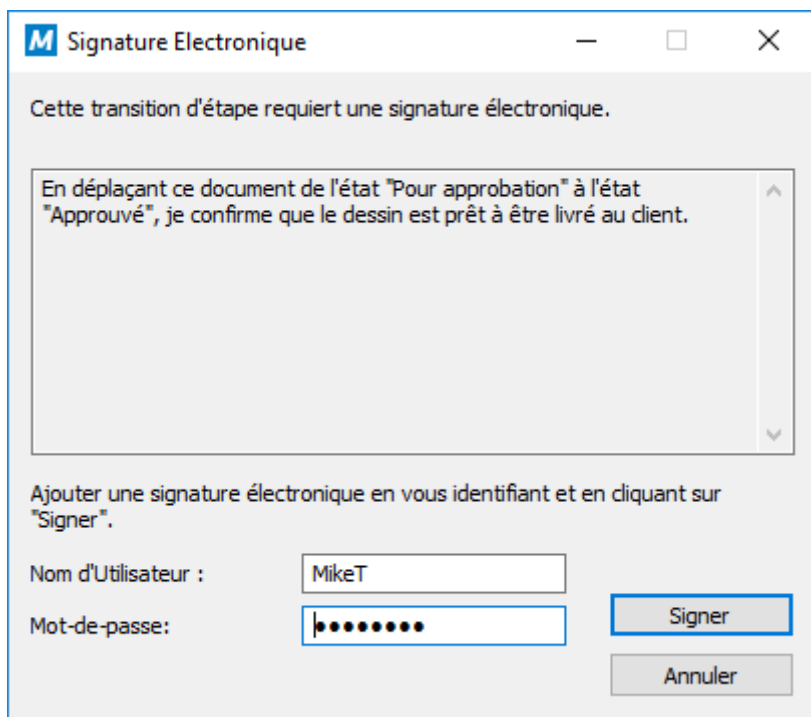 M Signature Electronique
Cette transition d'étape requiert une signature électronique.
En déplaçant ce document de l'état "Pour approbation" à l'état
"Approuvé", je confirme que le dessin est prêt à être livré au client.
Ajouter une signature électronique en vous identifiant et en cliquant sur
"Signer".
Nom d'Utilisateur :
MikeT
Mot-de-passe:
●●●●●●●●
Signer
Annuler